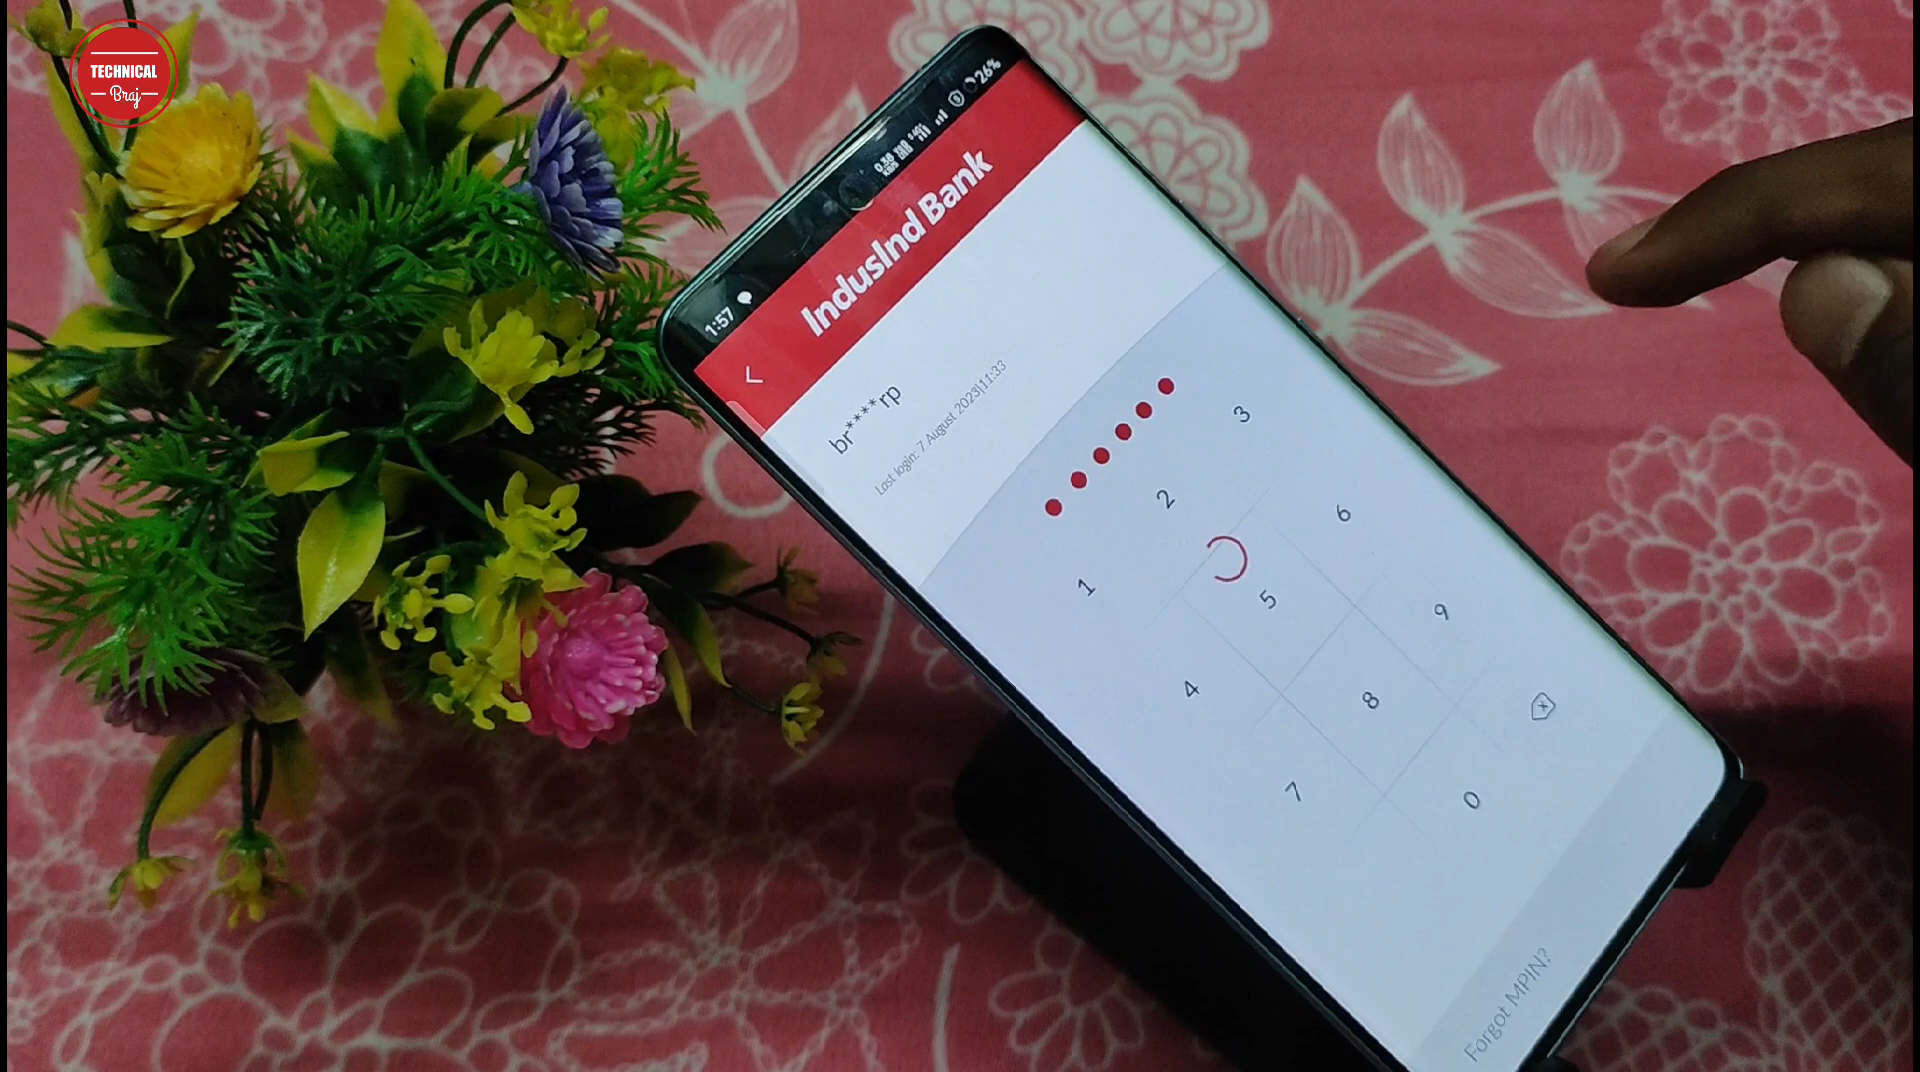 TECHNICAL
Braj
1:57
26%
IndusInd Bank
br****rp
Last login: 7 August 2023|11:33
1 2 3
4 5 6
7 8 9
0
Forgot MPIN?